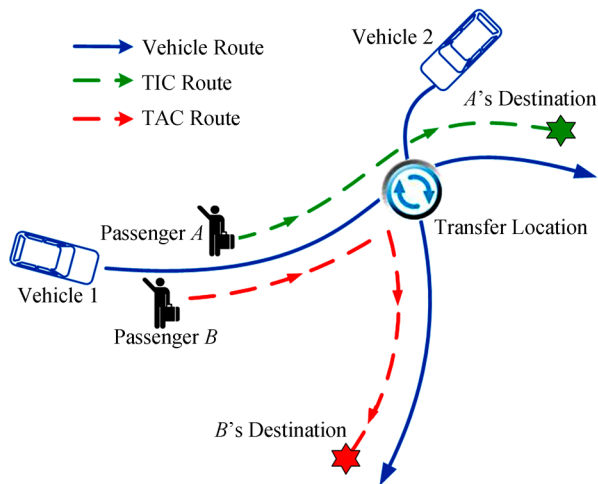 Vehicle Route
TIC Route
TAC Route
Vehicle 2
A's Destination
Passenger A
Transfer Location
Vehicle 1
Passenger B
B's Destination